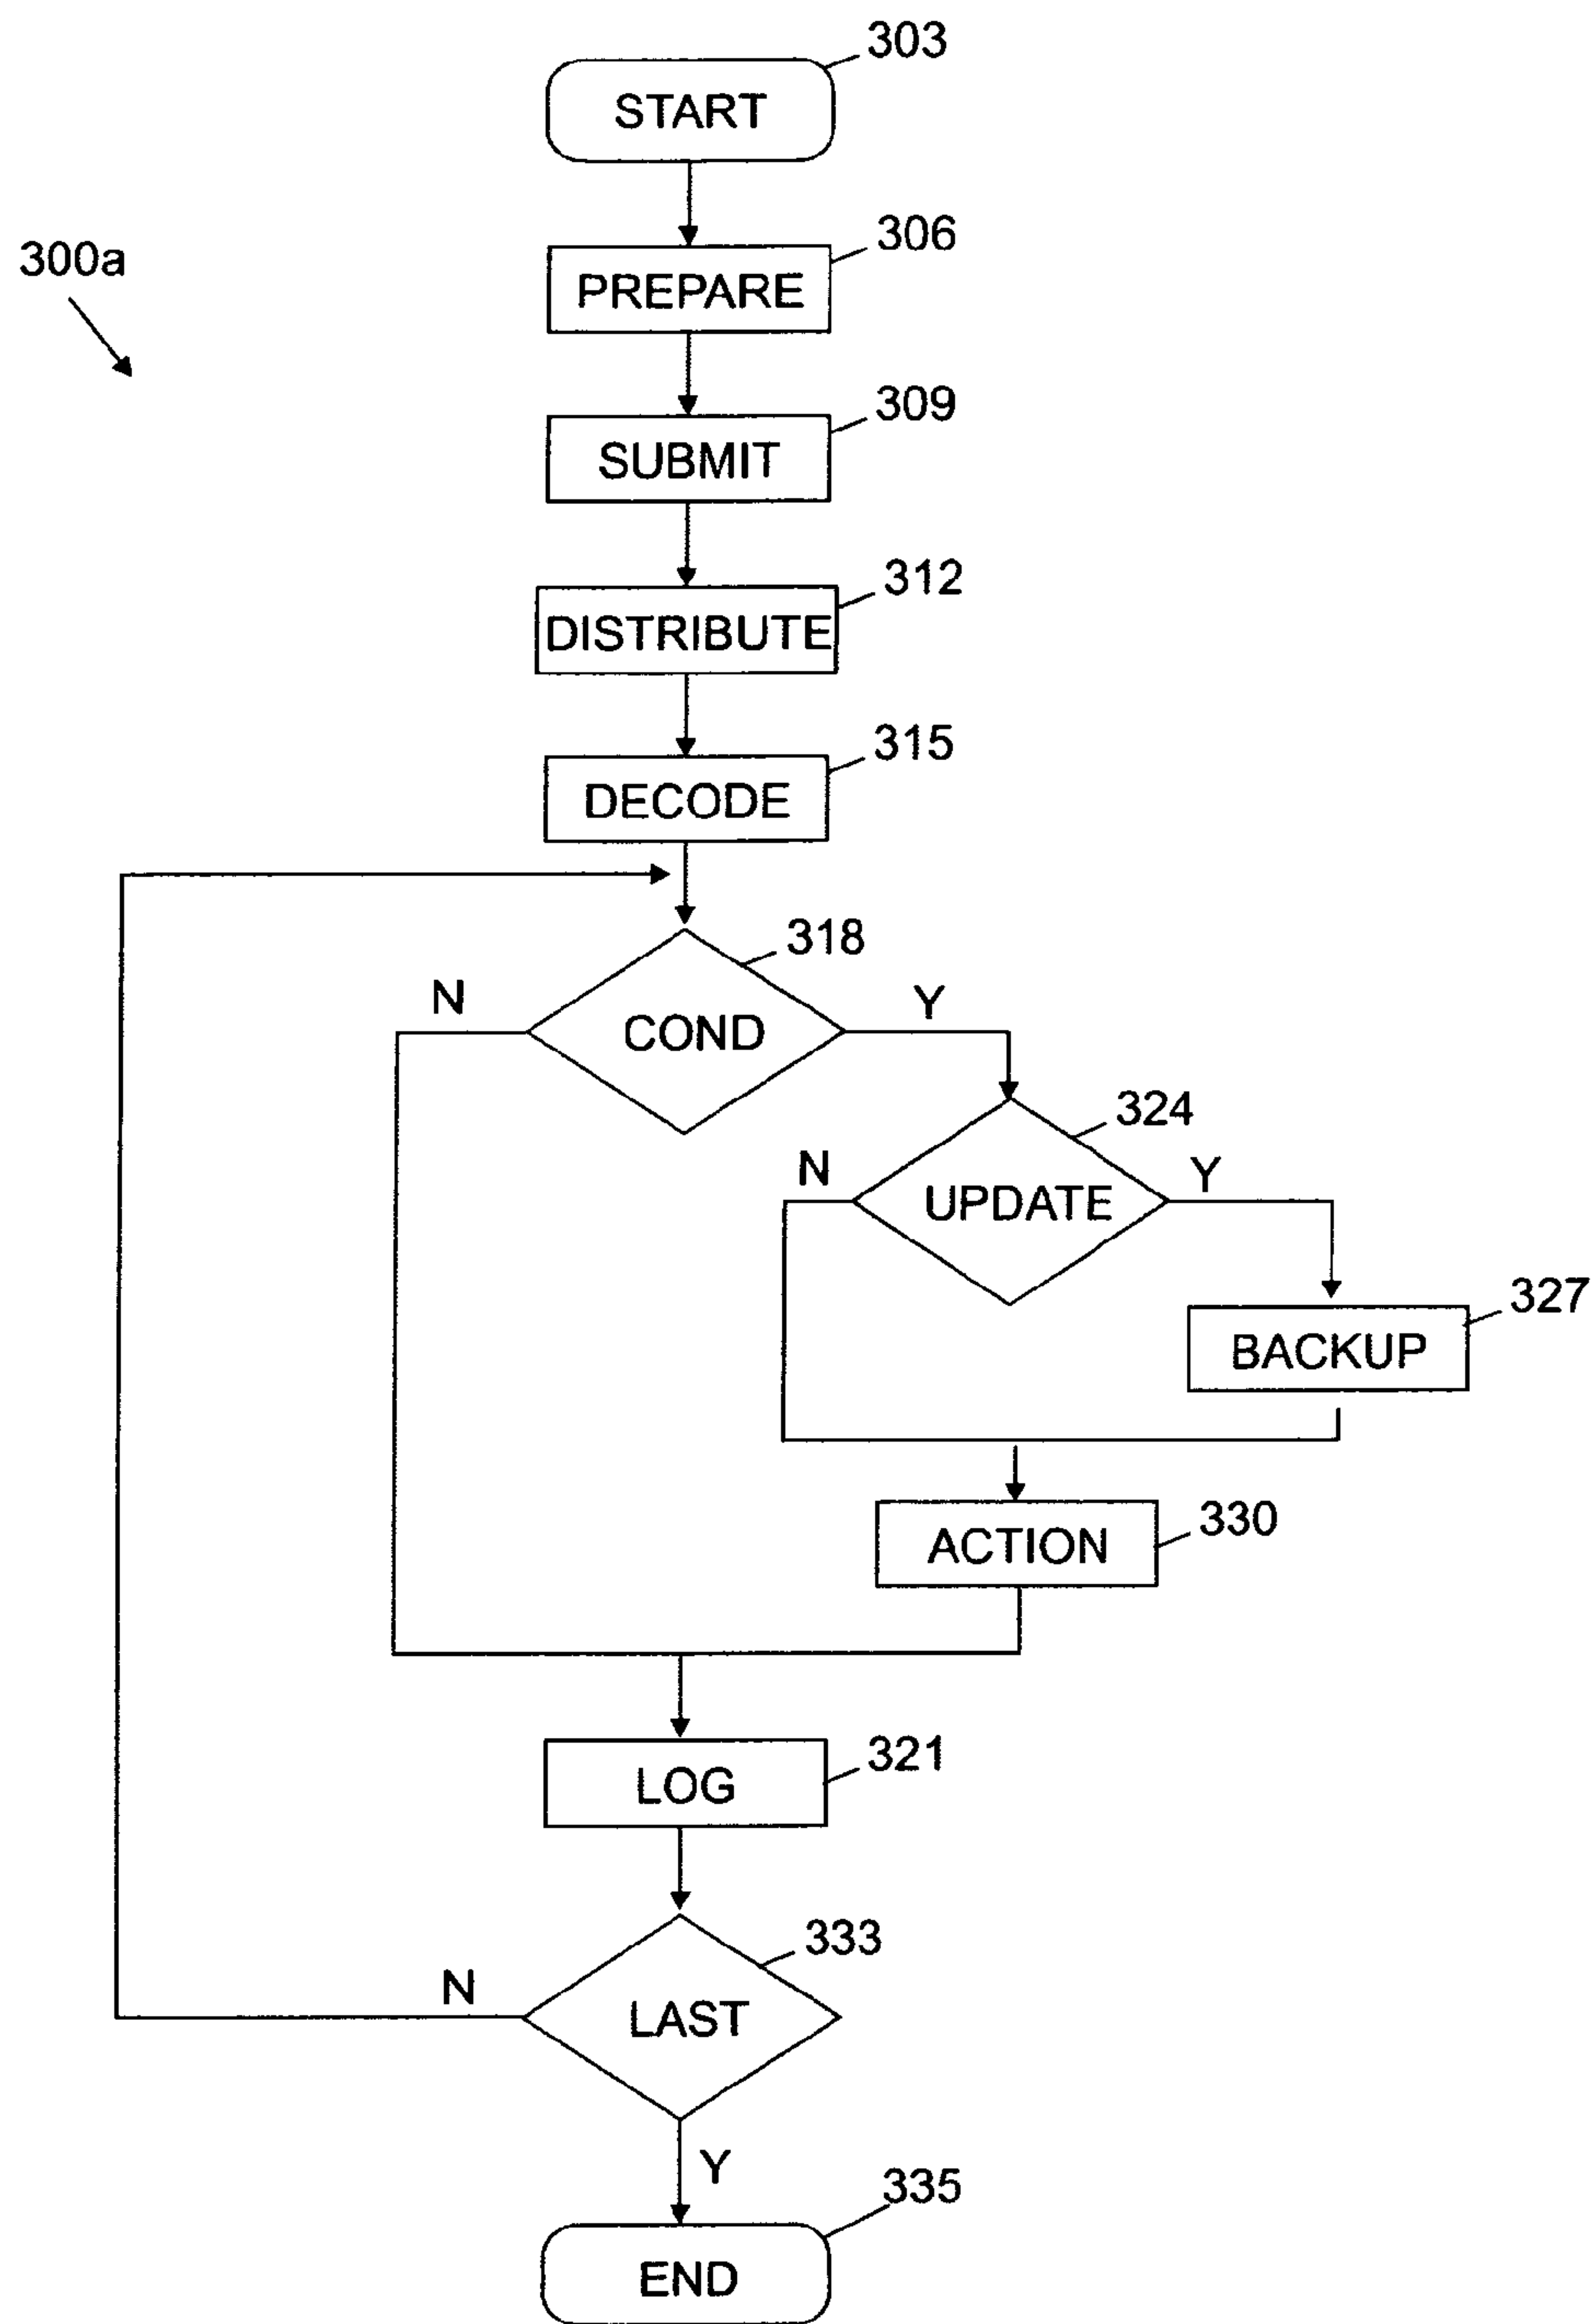 303
START
300a
306
PREPARE
309
SUBMIT
312
DISTRIBUTE
315
DECODE
318
N
Y
COND
324
N
Y
UPDATE
327
BACKUP
330
ACTION
321
LOG
333
N
LAST
Y
335
END